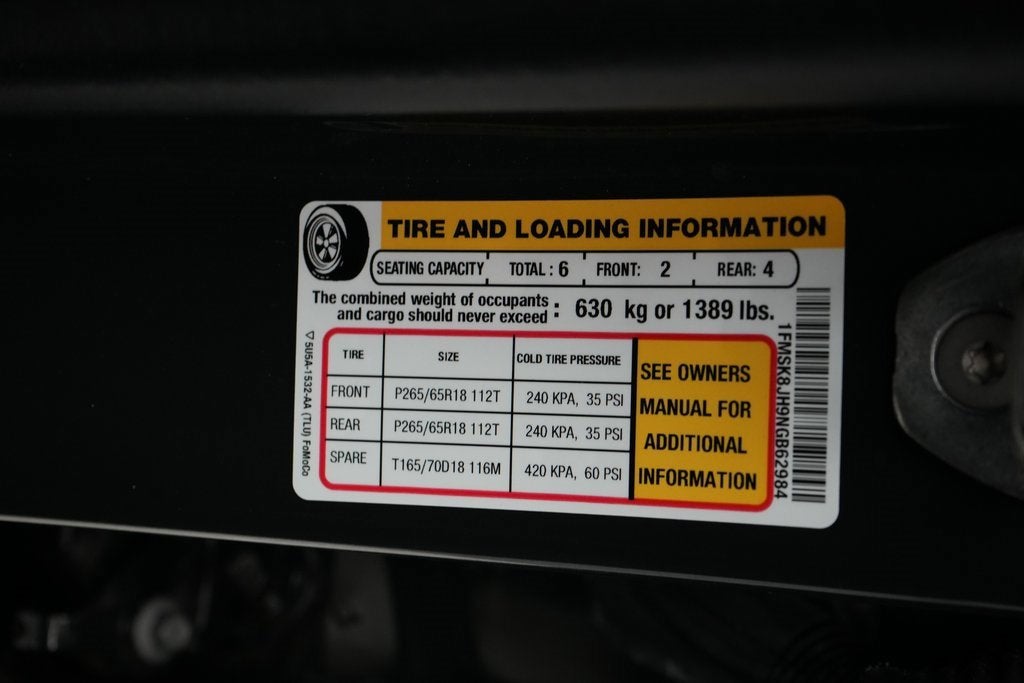 TIRE AND LOADING INFORMATION
SEATING CAPACITY TOTAL : 6 FRONT: 2 REAR: 4
The combined weight of occupants
and cargo should never exceed : 630 kg or 1389 lbs.
TIRE SIZE COLD TIRE PRESSURE
FRONT P265/65R18 112T 240 KPA, 35 PSI
REAR P265/65R18 112T 240 KPA, 35 PSI
SPARE T165/70D18 116M 420 KPA, 60 PSI
SEE OWNERS
MANUAL FOR
ADDITIONAL
INFORMATION
5U5A-1532-AA (TLU) FoMoCo
1FMSK8JH9NGB62984